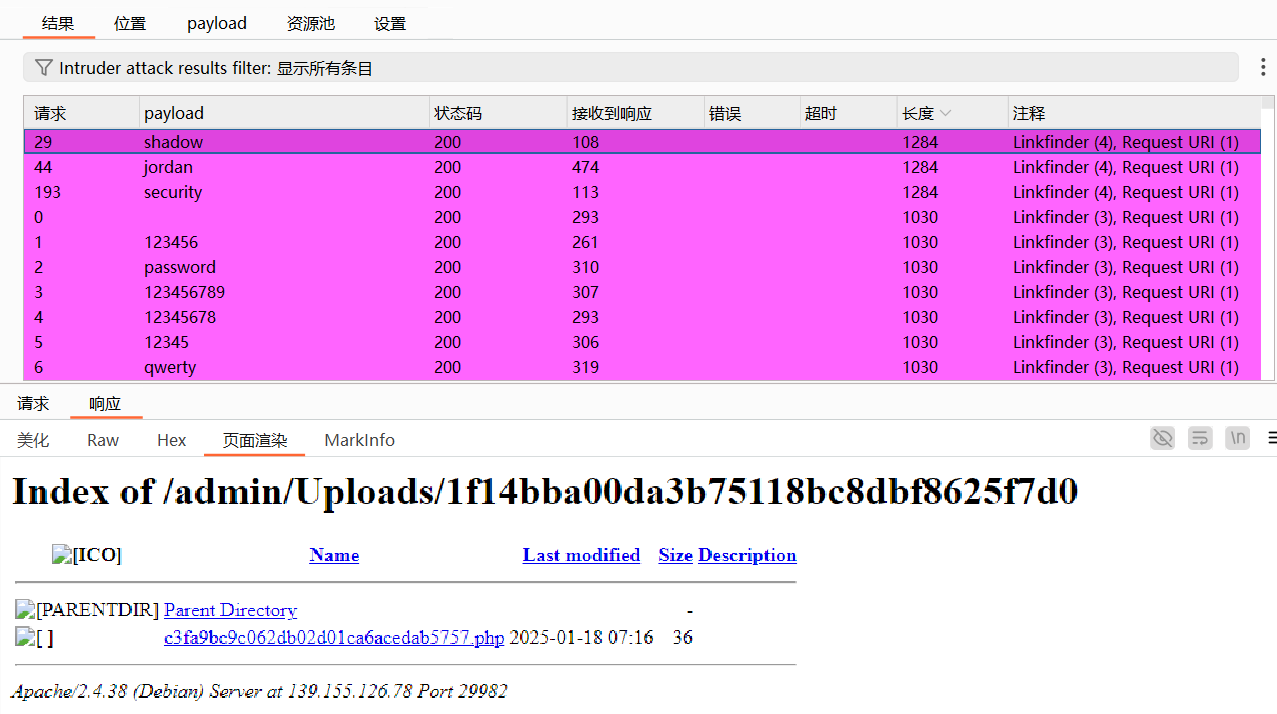 结果 位置 payload 资源池 设置
Intruder attack results filter: 显示所有条目
请求 payload 状态码 接收到响应 错误 超时 长度 注释
29 shadow 200 108 1284 Linkfinder (4), Request URI (1)
44 jordan 200 474 1284 Linkfinder (4), Request URI (1)
193 security 200 113 1284 Linkfinder (4), Request URI (1)
0 200 293 1030 Linkfinder (3), Request URI (1)
1 123456 200 261 1030 Linkfinder (3), Request URI (1)
2 password 200 310 1030 Linkfinder (3), Request URI (1)
3 123456789 200 307 1030 Linkfinder (3), Request URI (1)
4 12345678 200 293 1030 Linkfinder (3), Request URI (1)
5 12345 200 306 1030 Linkfinder (3), Request URI (1)
6 qwerty 200 319 1030 Linkfinder (3), Request URI (1)
请求 响应
美化 Raw Hex 页面渲染 MarkInfo \n
Index of /admin/Uploads/1f14bba00da3b75118bc8dbf8625f7d0
[ICO] Name Last modified Size Description
[PARENTDIR] Parent Directory -
[ ] c3fa9bc9c062db02d01ca6acedab5757.php 2025-01-18 07:16 36
Apache/2.4.38 (Debian) Server at 139.155.126.78 Port 29982